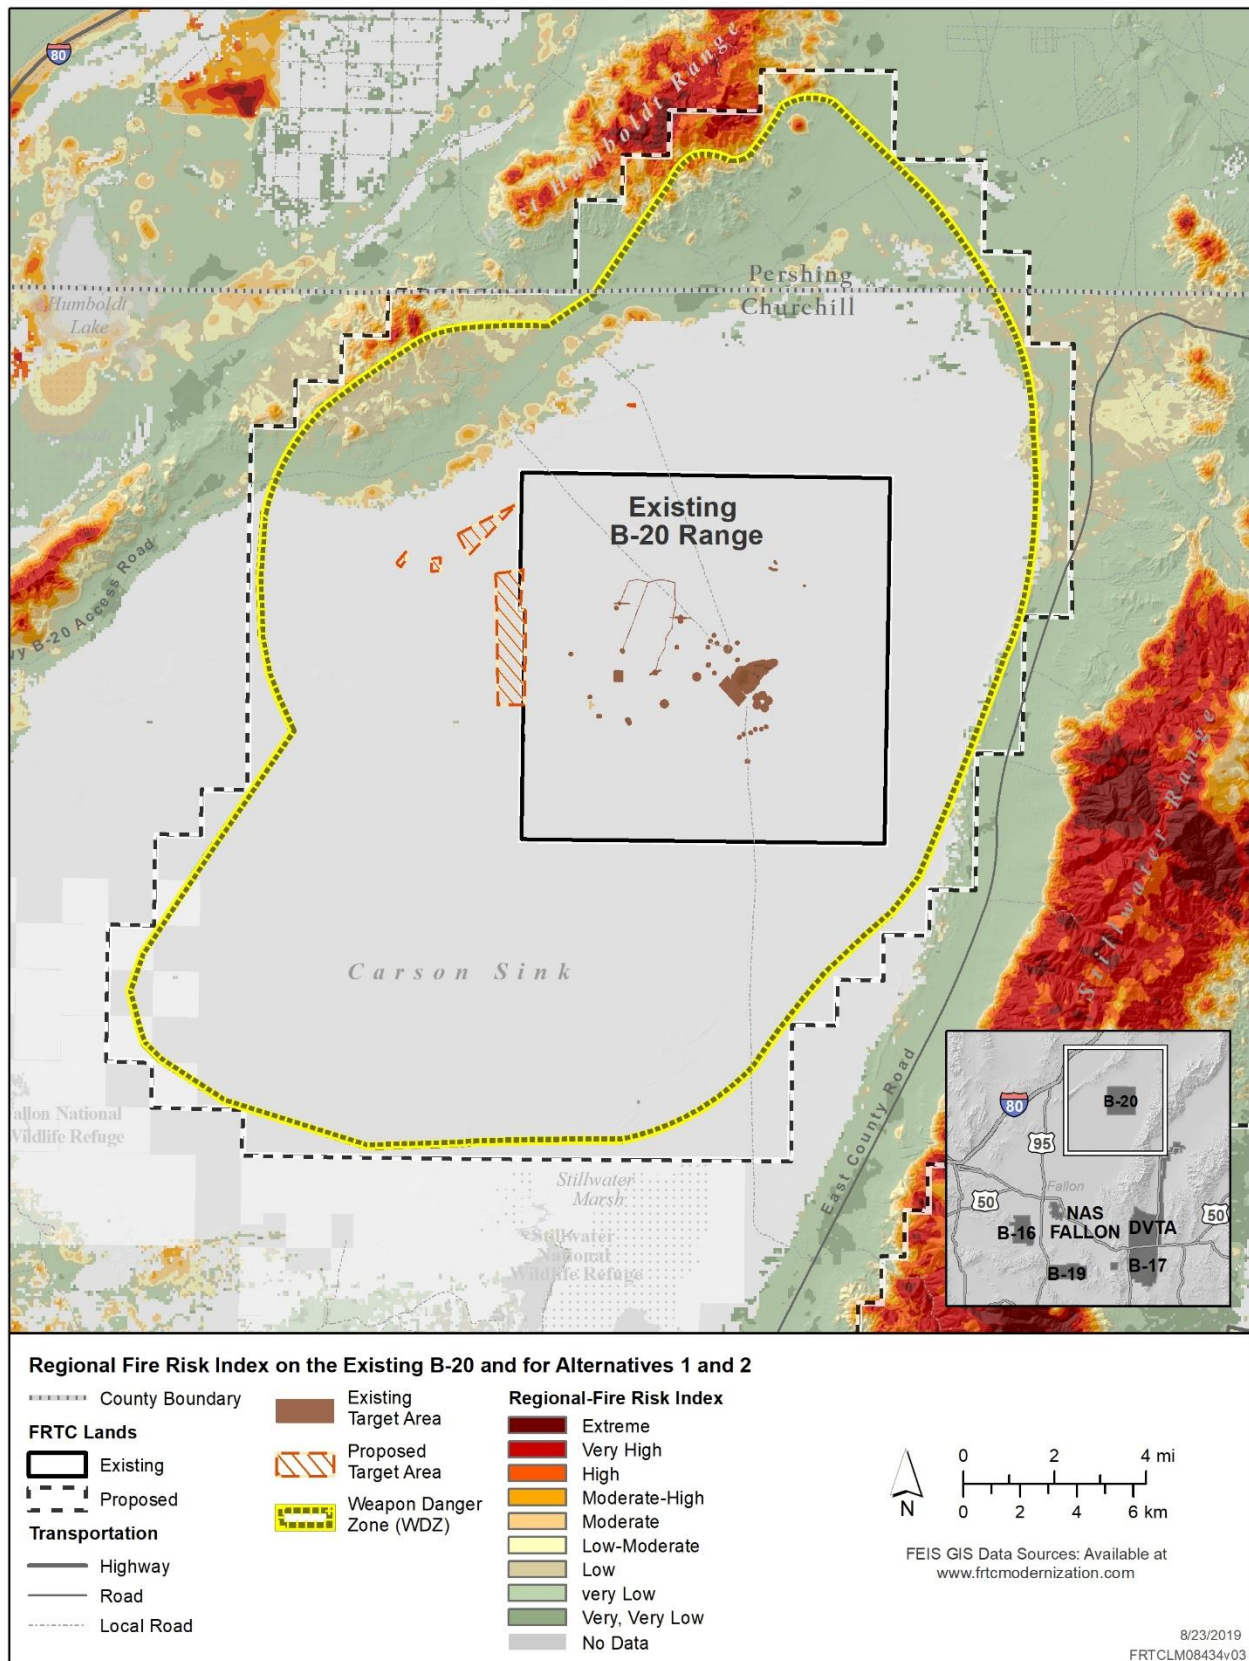 80
W e s t  H u m b o l d t  R a n g e
Pershing
Churchill
Humboldt
Lake
Existing
B-20 Range
B-20 Access Road
Stillwater Range
Carson Sink
East County Road
allon National
Wildlife Refuge
Stillwater
Marsh
Stillwater
National
Wildlife Refuge
80
B-20
95
Fallon
50
NAS
FALLON
DVTA
50
B-16
B-19
B-17
Regional Fire Risk Index on the Existing B-20 and for Alternatives 1 and 2
County Boundary
FRTC Lands
Existing
Proposed
Transportation
Highway
Road
Local Road
Existing
Target Area
Proposed
Target Area
Weapon Danger
Zone (WDZ)
Regional-Fire Risk Index
Extreme
Very High
High
Moderate-High
Moderate
Low-Moderate
Low
very Low
Very, Very Low
No Data
N
0 2 4 mi
0 2 4 6 km
FEIS GIS Data Sources: Available at
www.frtcmodernization.com
8/23/2019
FRTCLM08434v03